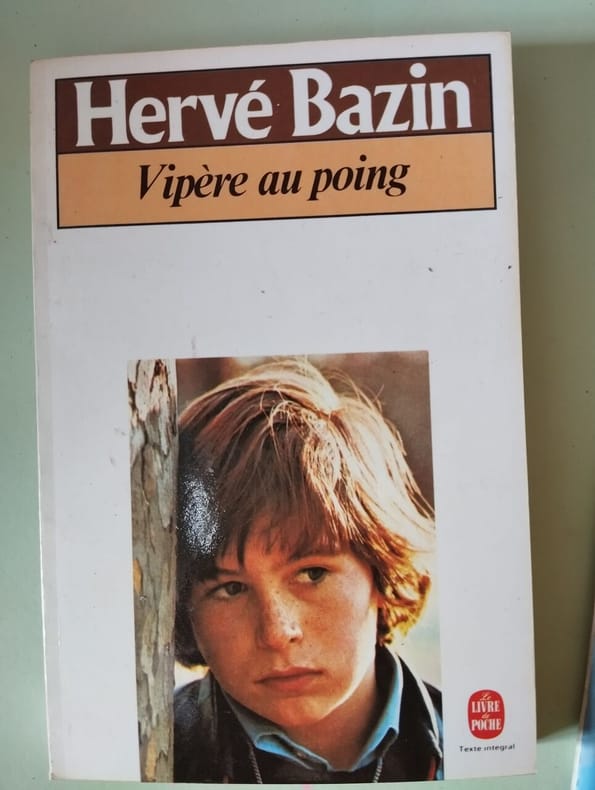 Hervé Bazin
Vipère au poing
Le
LIVRE
de
POCHE
Texte intégral